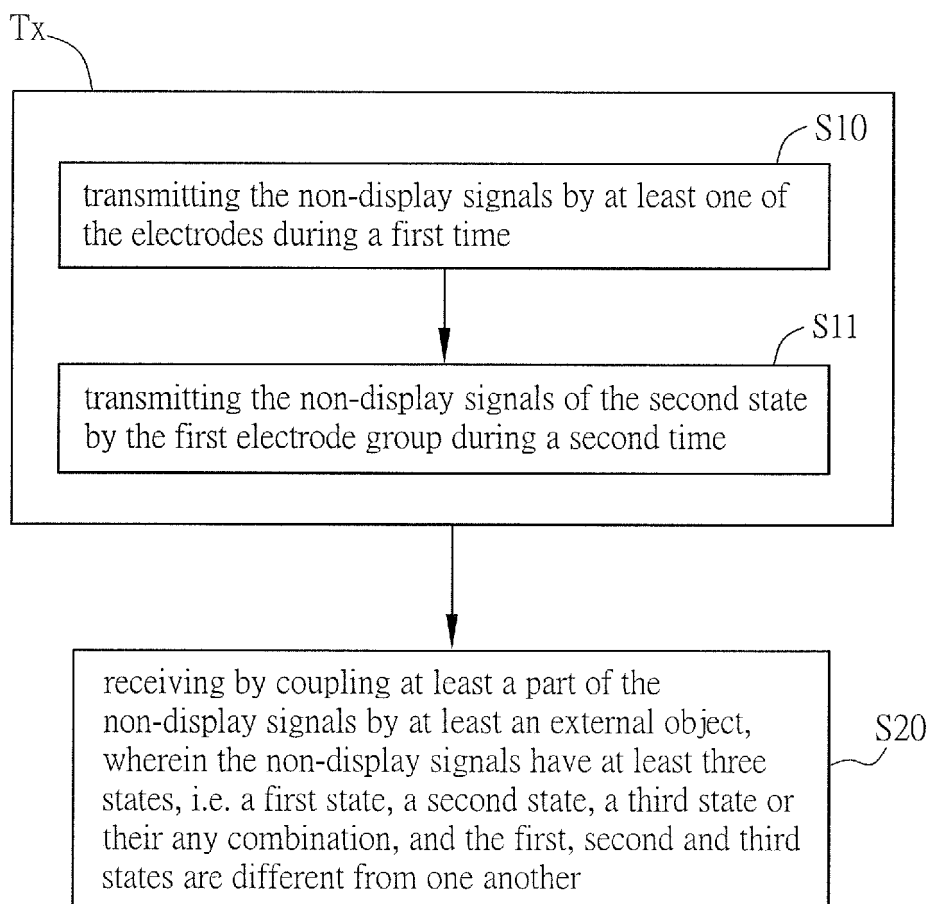 Tx
S10
transmitting the non-display signals by at least one of
the electrodes during a first time
S11
transmitting the non-display signals of the second state
by the first electrode group during a second time
receiving by coupling at least a part of the
non-display signals by at least an external object,
wherein the non-display signals have at least three
states, i.e. a first state, a second state, a third state or
their any combination, and the first, second and third
states are different from one another
S20